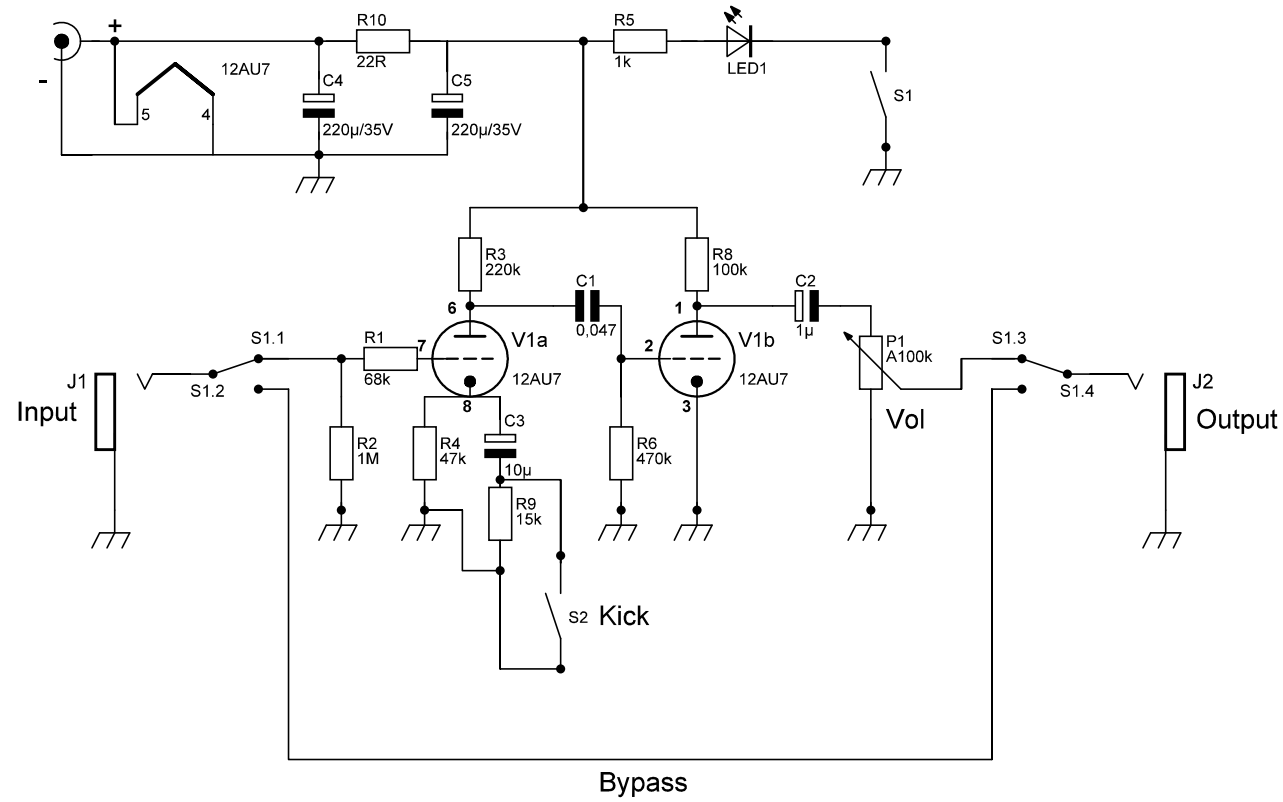 +
-
R10
22R
12AU7
5
4
C4
220µ/35V
C5
220µ/35V
R5
1k
LED1
S1
R3
220k
R8
100k
C1
0,047
C2
1µ
6
1
S1.1
S1.2
R1
68k
7
V1a
12AU7
8
2
V1b
12AU7
3
P1
A100k
Vol
S1.3
S1.4
J1
Input
J2
Output
R2
1M
R4
47k
C3
10µ
R9
15k
R6
470k
S2
Kick
Bypass